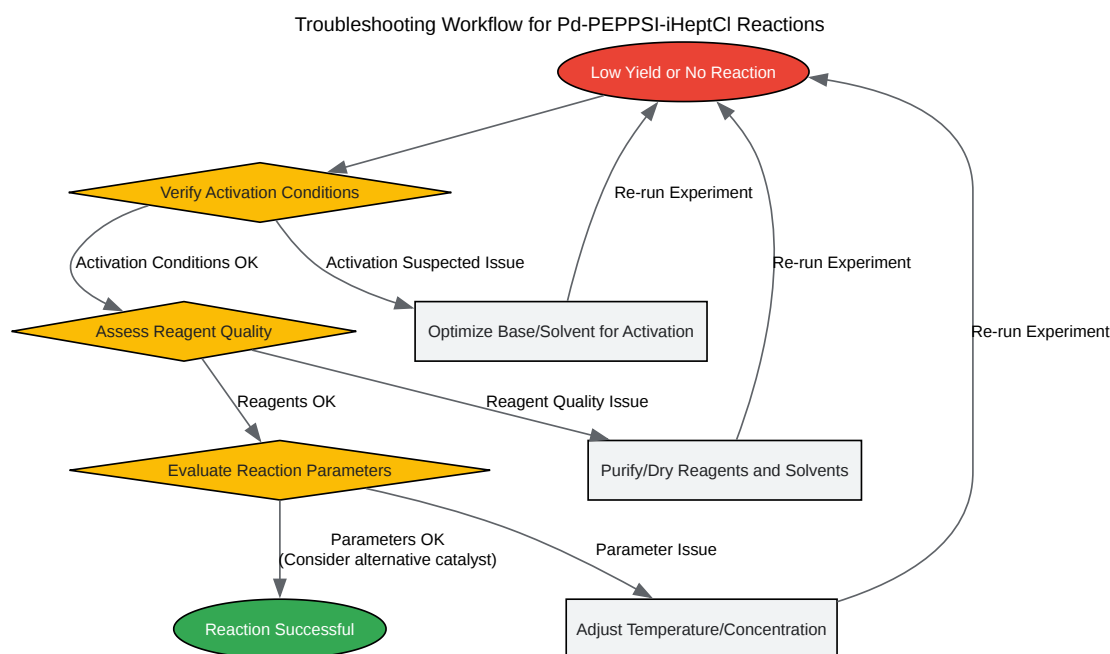 Troubleshooting Workflow for Pd-PEPPSI-iHeptCl Reactions
Low Yield or No Reaction
Verify Activation Conditions
Re-run Experiment
Activation Conditions OK
Activation Suspected Issue
Re-run Experiment
Assess Reagent Quality
Optimize Base/Solvent for Activation
Re-run Experiment
Reagents OK
Reagent Quality Issue
Evaluate Reaction Parameters
Purify/Dry Reagents and Solvents
Parameters OK
(Consider alternative catalyst)
Parameter Issue
Reaction Successful
Adjust Temperature/Concentration